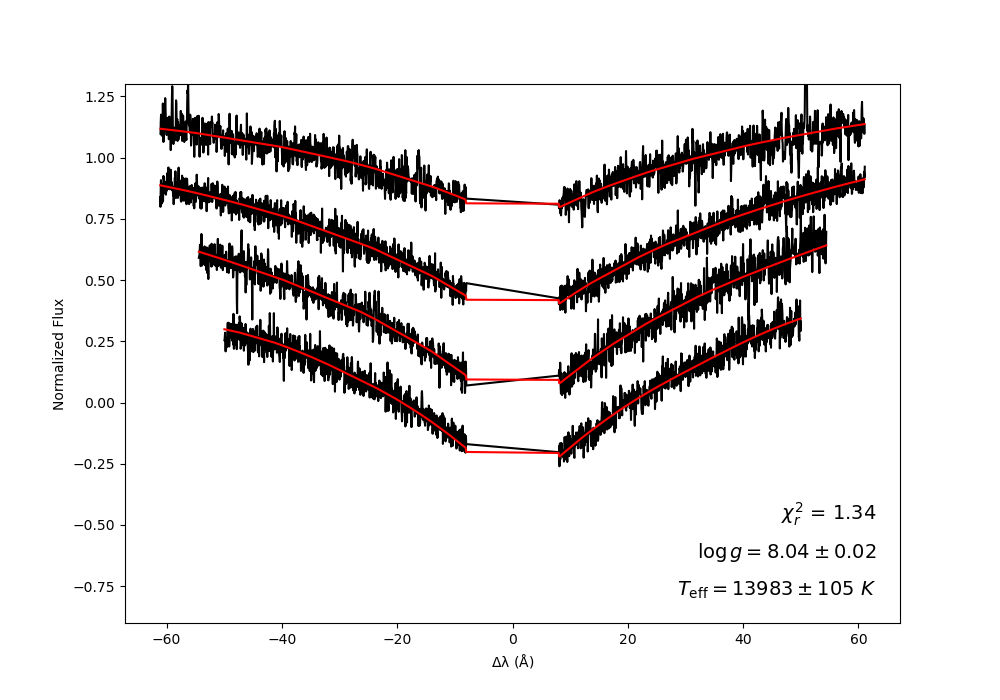 1.25
1.00
0.75
0.50
0.25
0.00
−0.25
−0.50
−0.75
Normalized Flux
χ²ᵣ = 1.34
log g = 8.04 ± 0.02
T_eff = 13983 ± 105 K
−60 −40 −20 0 20 40 60
Δλ (Å)